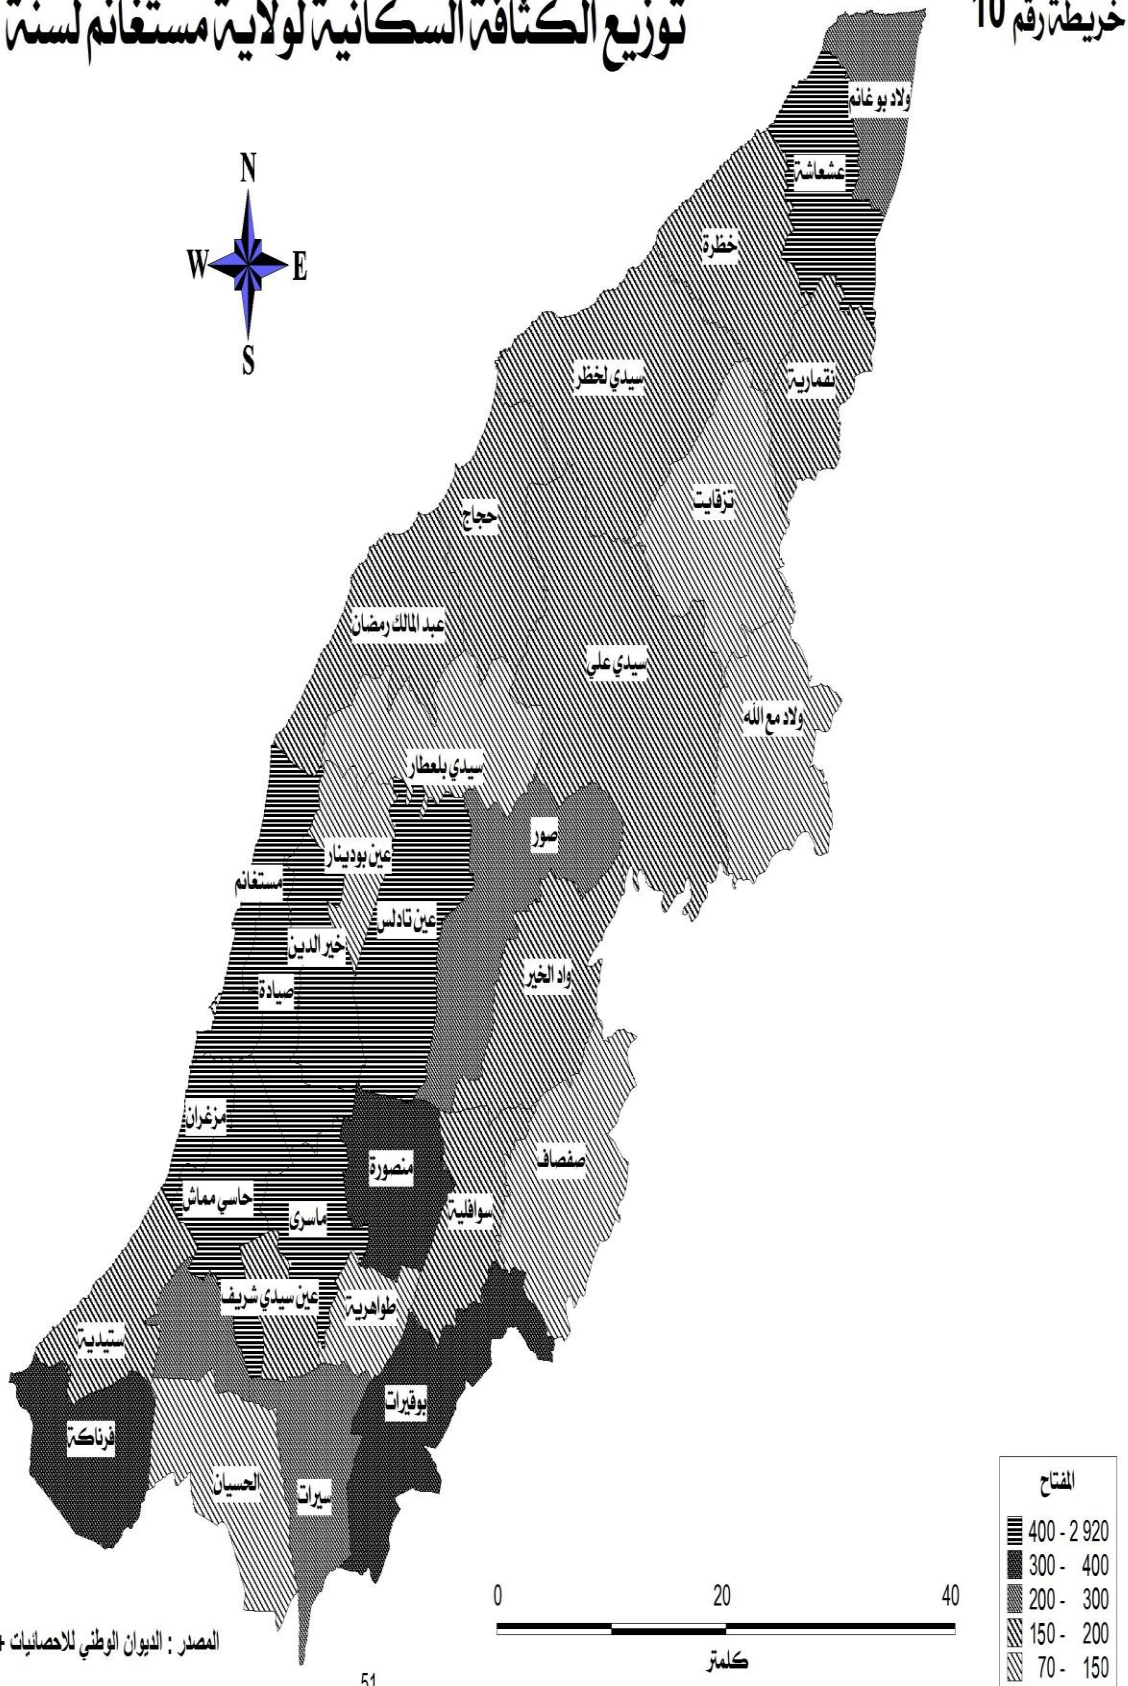 خريطة رقم 10
توزيع الكثافة السكانية لولاية مستغانم لسنة
N
W E
S
ولاد بوغانم
عشعاشة
خظرة
سيدي لخظر
نقمارية
تزقايت
حجاج
عبد المالك رمضان
سيدي علي
ولاد مع الله
سيدي بلعطار
صور
عين بودينار
مستغانم
عين تادلس
خير الدين
واد الخير
صيادة
مزغران
منصورة
صفصاف
حاسي مماش
ماسرى
سوافلية
عين سيدي شريف
طواهرية
ستيدية
بوقيرات
فرناكة
الحسيان
سيرات
المفتاح
400 - 2 920
300 - 400
200 - 300
150 - 200
70 - 150
0 20 40
كلمتر
المصدر : الديوان الوطني للاحصائيات +
51